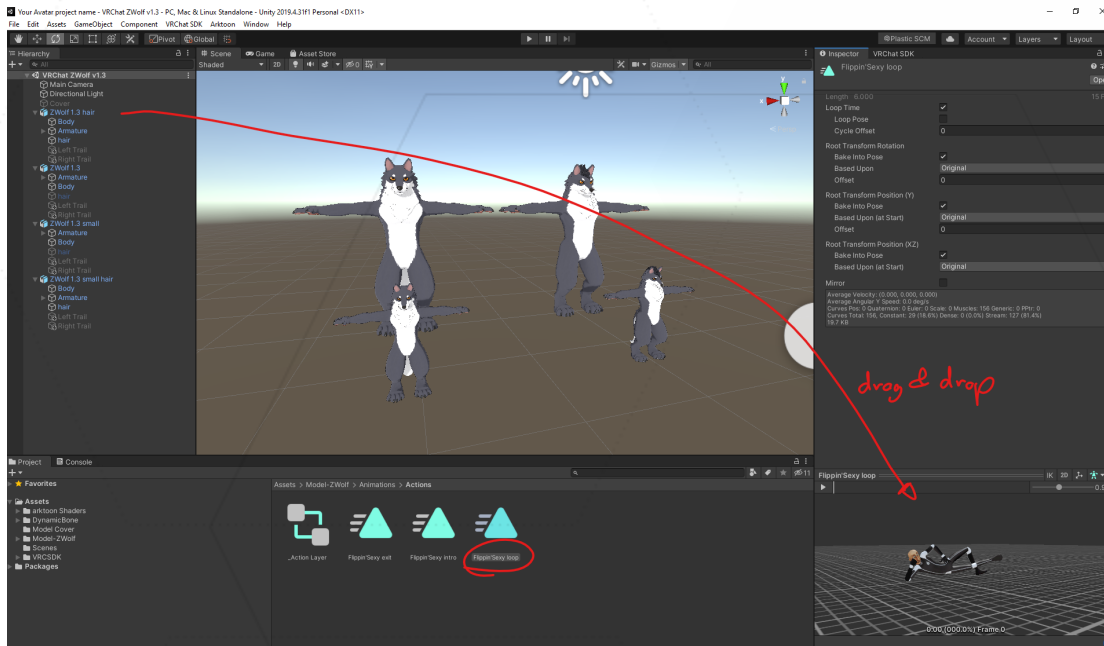 Your Avatar project name - VRChat ZWolf v1.3 - PC, Mac & Linux Standalone - Unity 2019.4.31f1 Personal <DX11>
File Edit Assets GameObject Component VRChat SDK Arktoon Window Help
Pivot Global
Plastic SCM Account Layers Layout
Hierarchy
All
VRChat ZWolf v1.3
Main Camera
Directional Light
Cover
ZWolf 1.3 hair
Body
Armature
hair
Left Trail
Right Trail
ZWolf 1.3
Armature
Body
hair
Left Trail
Right Trail
ZWolf 1.3 small
Armature
Body
hair
Left Trail
Right Trail
ZWolf 1.3 small hair
Body
Armature
hair
Left Trail
Right Trail
Scene Game Asset Store
Shaded 2D 0 Gizmos All
y
x
Inspector VRChat SDK
Flippin'Sexy loop
Length 6.000
Loop Time
Loop Pose
Cycle Offset 0
Root Transform Rotation
Bake Into Pose
Based Upon Original
Offset 0
Root Transform Position (Y)
Bake Into Pose
Based Upon (at Start) Original
Offset 0
Root Transform Position (XZ)
Bake Into Pose
Based Upon (at Start) Original
Mirror
Average Velocity: (0.000, 0.000, 0.000)
Average Angular Y Speed: 0.0 deg/s
Curves Pos: 0 Quaternion: 0 Euler: 0 Scale: 0 Muscles: 156 Generic: 0 PPtr: 0
Curves Total: 156, Constant: 29 (18.6%) Dense: 0 (0.0%) Stream: 127 (81.4%)
19.7 KB
drag & drop
Project Console
11
Favorites
Assets
arktoon Shaders
DynamicBone
Model Cover
Model-ZWolf
Scenes
VRCSDK
Packages
Assets > Model-ZWolf > Animations > Actions
_Action Layer Flippin'Sexy exit Flippin'Sexy intro Flippin'Sexy loop
Flippin'Sexy loop IK 2D
0:00 (000.0%) Frame 0